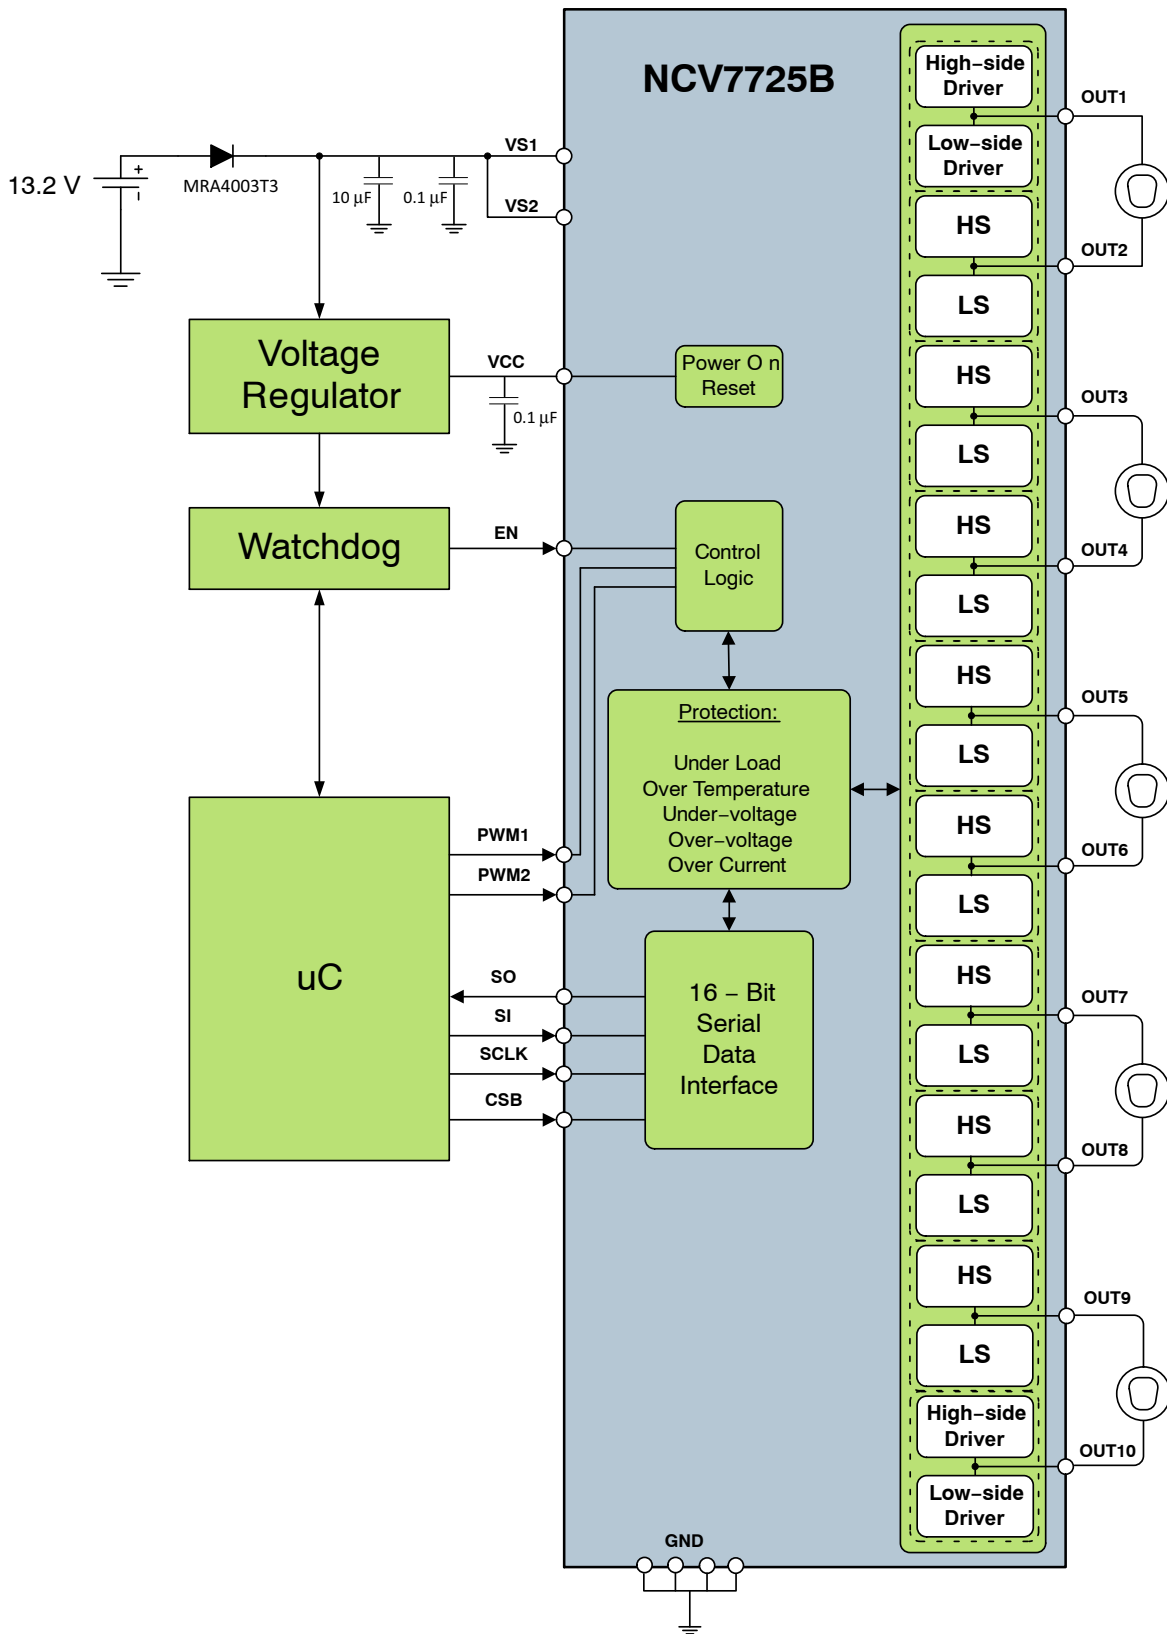 NCV7725B
High–side
Driver
OUT1
VS1
Low–side
Driver
13.2 V
+
–
MRA4003T3
10 µF
0.1 µF
VS2
HS
OUT2
LS
Voltage
Regulator
VCC
0.1 µF
Power O n
Reset
HS
OUT3
LS
Watchdog
EN
Control
Logic
HS
OUT4
LS
HS
OUT5
Protection:
Under Load
Over Temperature
Under–voltage
Over–voltage
Over Current
LS
HS
OUT6
LS
uC
PWM1
PWM2
SO
SI
SCLK
CSB
16 – Bit
Serial
Data
Interface
HS
OUT7
LS
HS
OUT8
LS
HS
OUT9
LS
High–side
Driver
OUT10
Low–side
Driver
GND